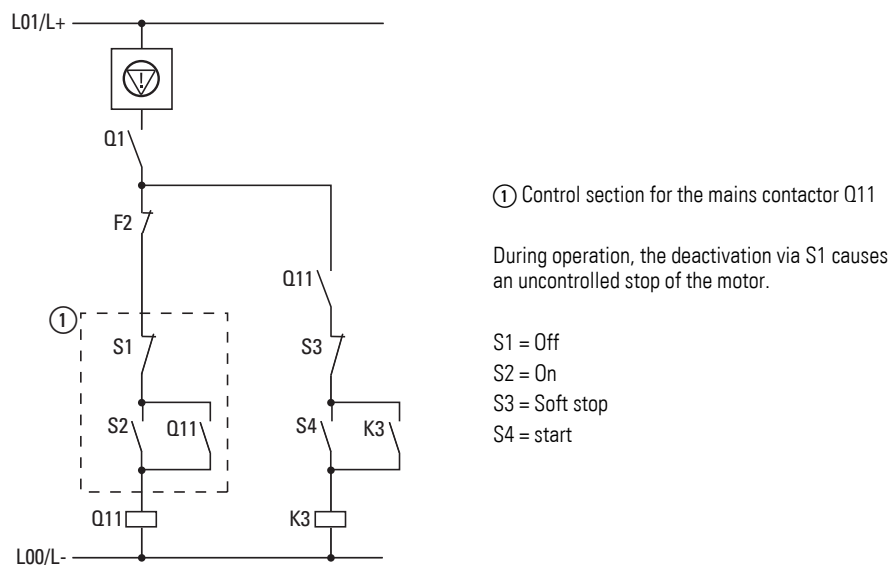 L01/L+
!
Q1
F2
Q11
① Control section for the mains contactor Q11
During operation, the deactivation via S1 causes
an uncontrolled stop of the motor.
①
S1
S3
S1 = Off
S2 = On
S3 = Soft stop
S4 = start
S2
Q11
S4
K3
Q11
K3
L00/L-